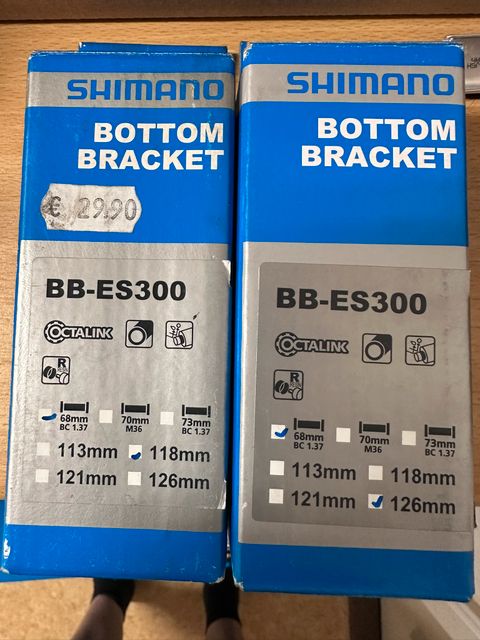 SHIMANO
BOTTOM
BRACKET
€ 29.90
BB-ES300
OCTALINK
R
68mm 70mm 73mm
BC 1.37 M36 BC 1.37
113mm 118mm
121mm 126mm
SHIMANO
BOTTOM
BRACKET
BB-ES300
OCTALINK
R
68mm 70mm 73mm
BC 1.37 M36 BC 1.37
113mm 118mm
121mm 126mm